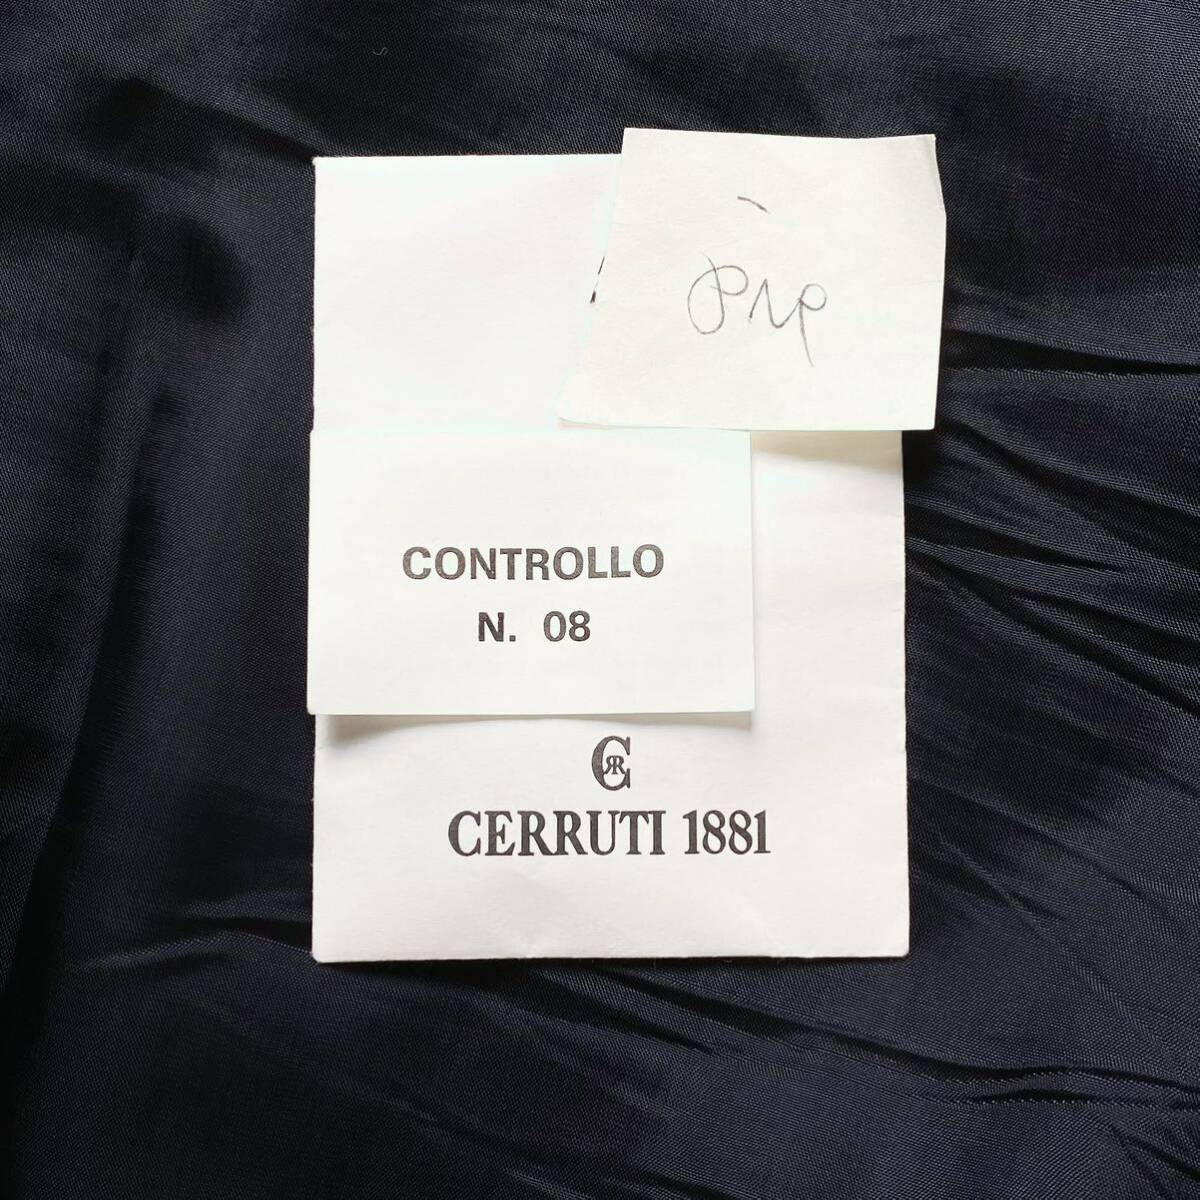 CONTROLLO
N. 08
CERRUTI 1881